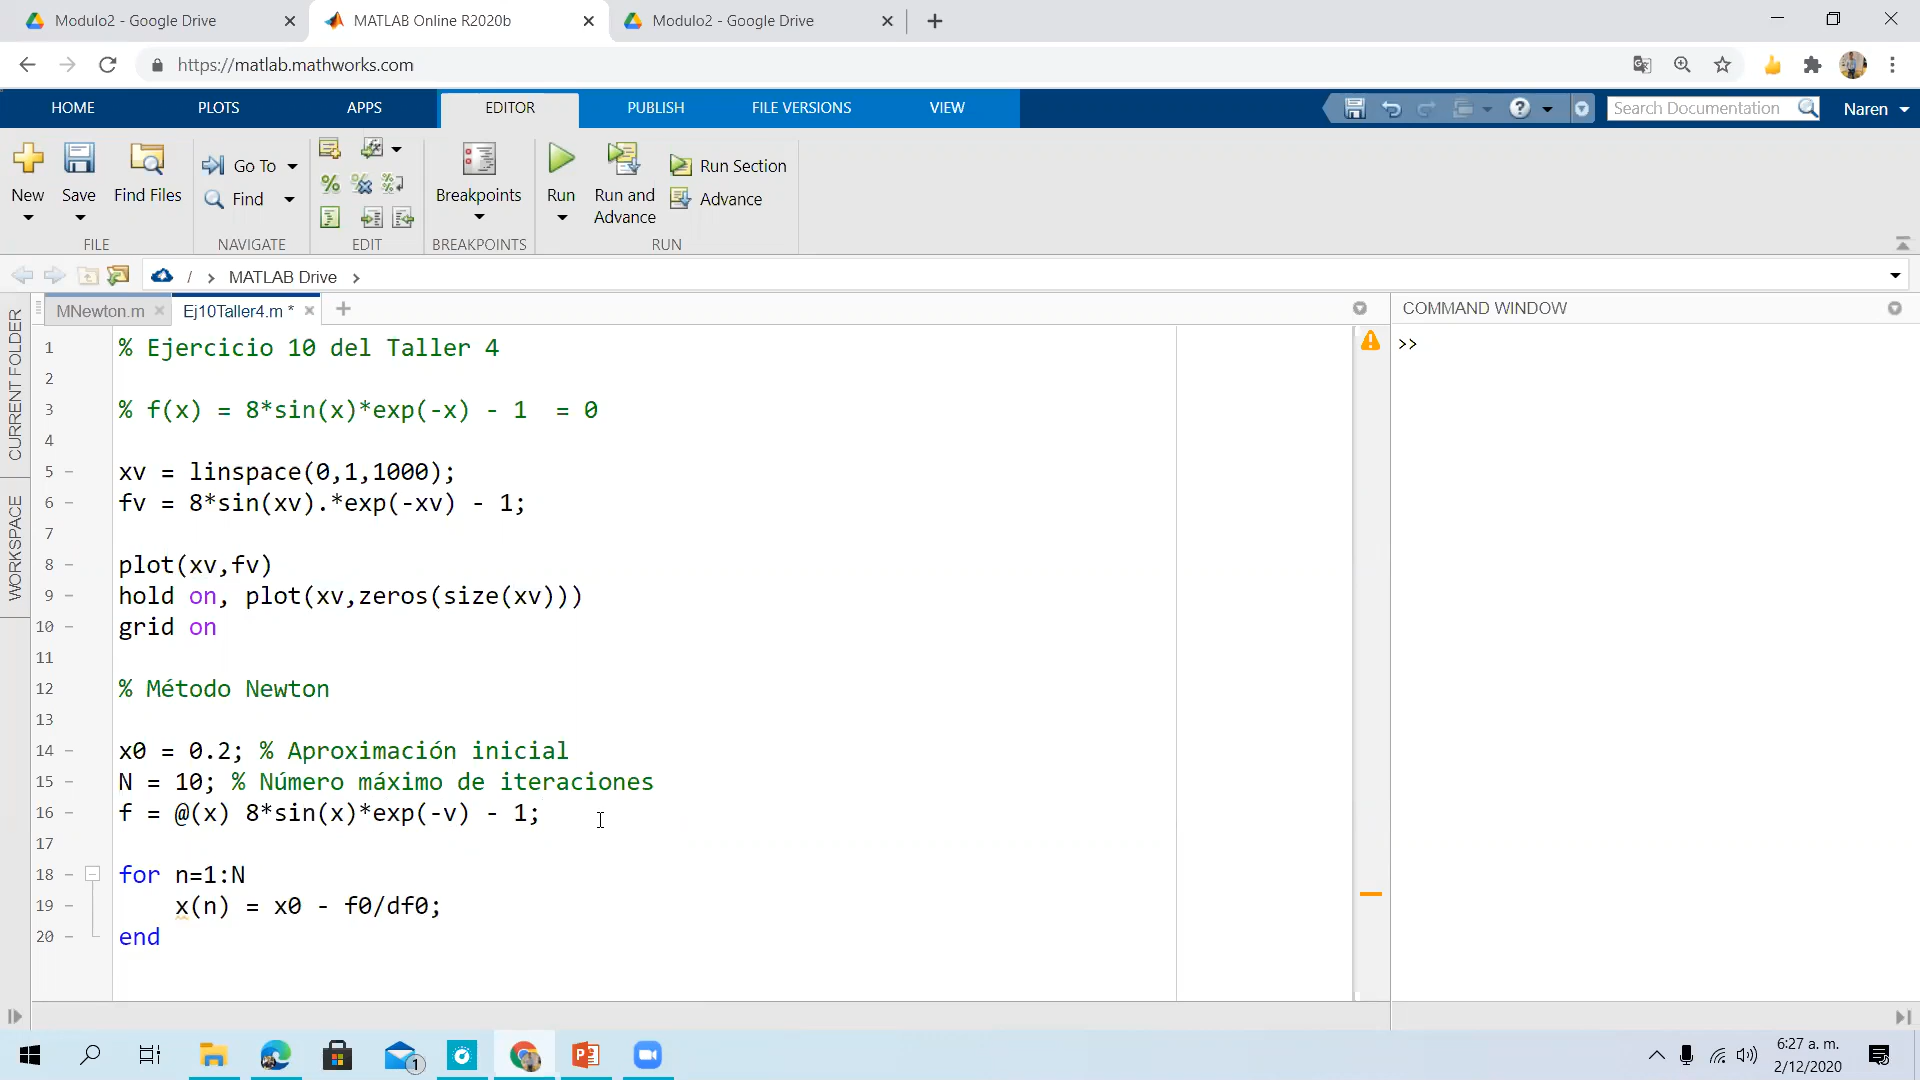 Modulo2 - Google Drive
MATLAB Online R2020b
Modulo2 - Google Drive
https://matlab.mathworks.com
HOME
PLOTS
APPS
EDITOR
PUBLISH
FILE VERSIONS
VIEW
Search Documentation
Naren
New
Save
Find Files
Go To
Find
Breakpoints
Run
Run and
Advance
Run Section
Advance
FILE
NAVIGATE
EDIT
BREAKPOINTS
RUN
/ > MATLAB Drive >
CURRENT FOLDER
WORKSPACE
MNewton.m
Ej10Taller4.m *
COMMAND WINDOW
>>
1 % Ejercicio 10 del Taller 4
2
3 % f(x) = 8*sin(x)*exp(-x) - 1  = 0
4
5 - xv = linspace(0,1,1000);
6 - fv = 8*sin(xv).*exp(-xv) - 1;
7
8 - plot(xv,fv)
9 - hold on, plot(xv,zeros(size(xv)))
10 - grid on
11
12 % Método Newton
13
14 - x0 = 0.2; % Aproximación inicial
15 - N = 10; % Número máximo de iteraciones
16 - f = @(x) 8*sin(x)*exp(-v) - 1;
17
18 - for n=1:N
19 - x(n) = x0 - f0/df0;
20 - end
1
6:27 a. m.
2/12/2020